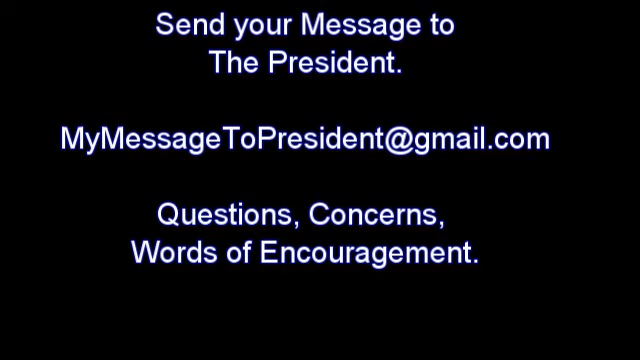 Send your Message to
The President.
MyMessageToPresident@gmail.com
Questions, Concerns,
Words of Encouragement.